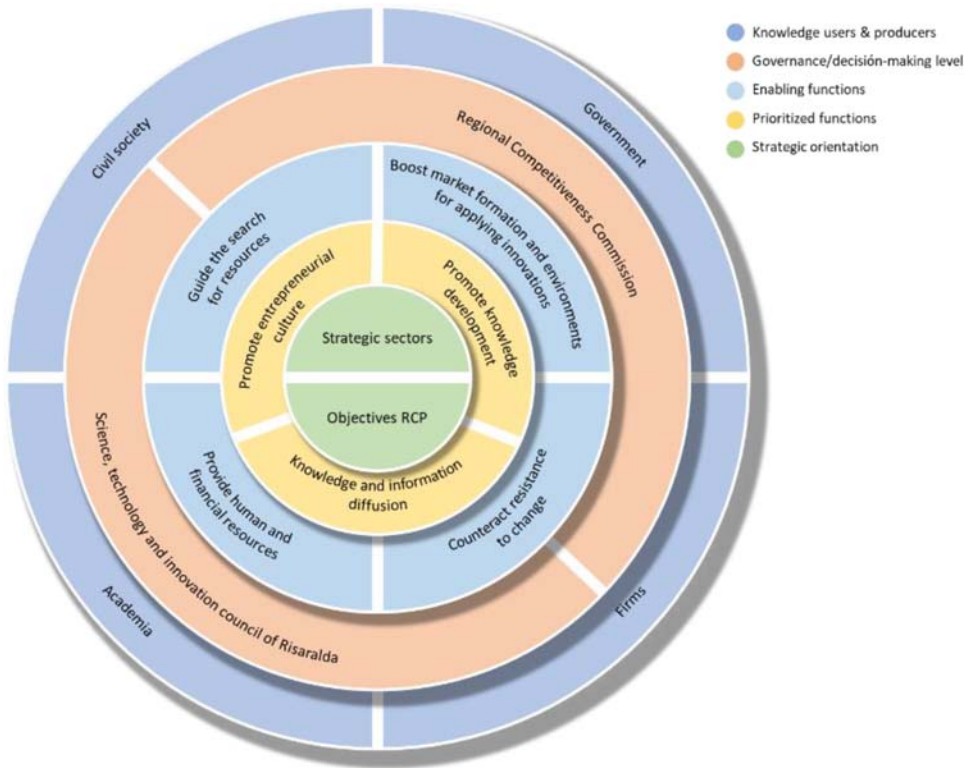 Knowledge users & producers
Governance/decisión-making level
Enabling functions
Prioritized functions
Strategic orientation
Civil society
Government
Academia
Firms
Regional Competitiveness Commission
Science, technology and innovation council of Risaralda
Guide the search
for resources
Boost market formation and environments
for applying innovations
Provide human and
financial resources
Counteract resistance
to change
Promote entrepreneurial
culture
Promote knowledge
development
Knowledge and information
diffusion
Strategic sectors
Objectives RCP